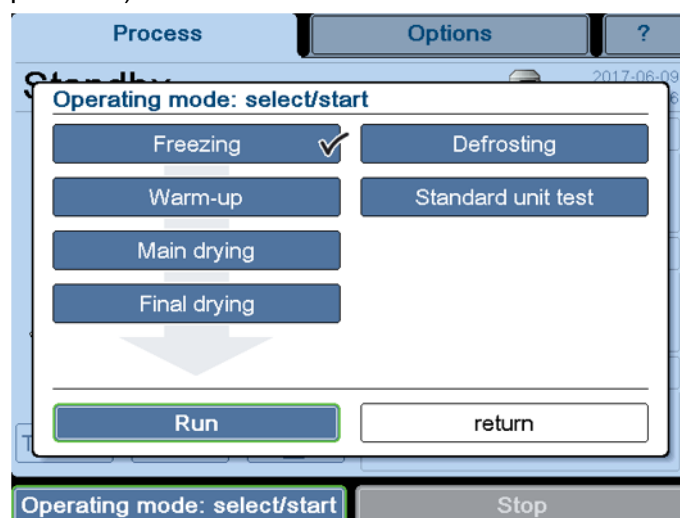 Process Options ?
2017-06-09
Operating mode: select/start
Freezing Defrosting
Warm-up Standard unit test
Main drying
Final drying
Run return
Operating mode: select/start Stop